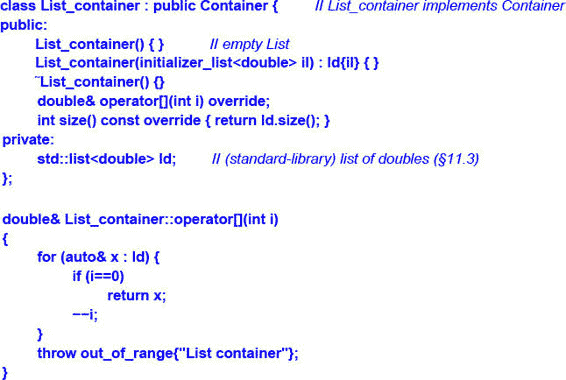 class List_container : public Container {        // List_container implements Container
public:
     List_container() { }        // empty List
     List_container(initializer_list<double> il) : ld{il} { }
     ~List_container() {}
     double& operator[](int i) override;
     int size() const override { return ld.size(); }
private:
     std::list<double> ld;        // (standard-library) list of doubles (§11.3)
};

double& List_container::operator[](int i)
{
     for (auto& x : ld) {
          if (i==0)
               return x;
          −−i;
     }
     throw out_of_range{"List container"};
}